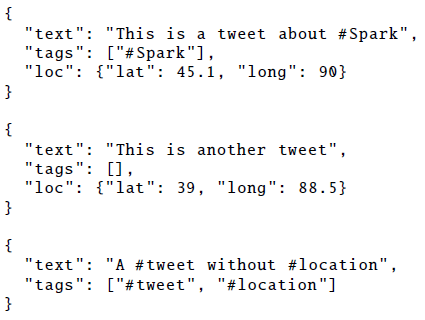 {
  "text": "This is a tweet about #Spark",
  "tags": ["#Spark"],
  "loc": {"lat": 45.1, "long": 90}
}

{
  "text": "This is another tweet",
  "tags": [],
  "loc": {"lat": 39, "long": 88.5}
}

{
  "text": "A #tweet without #location",
  "tags": ["#tweet", "#location"]
}